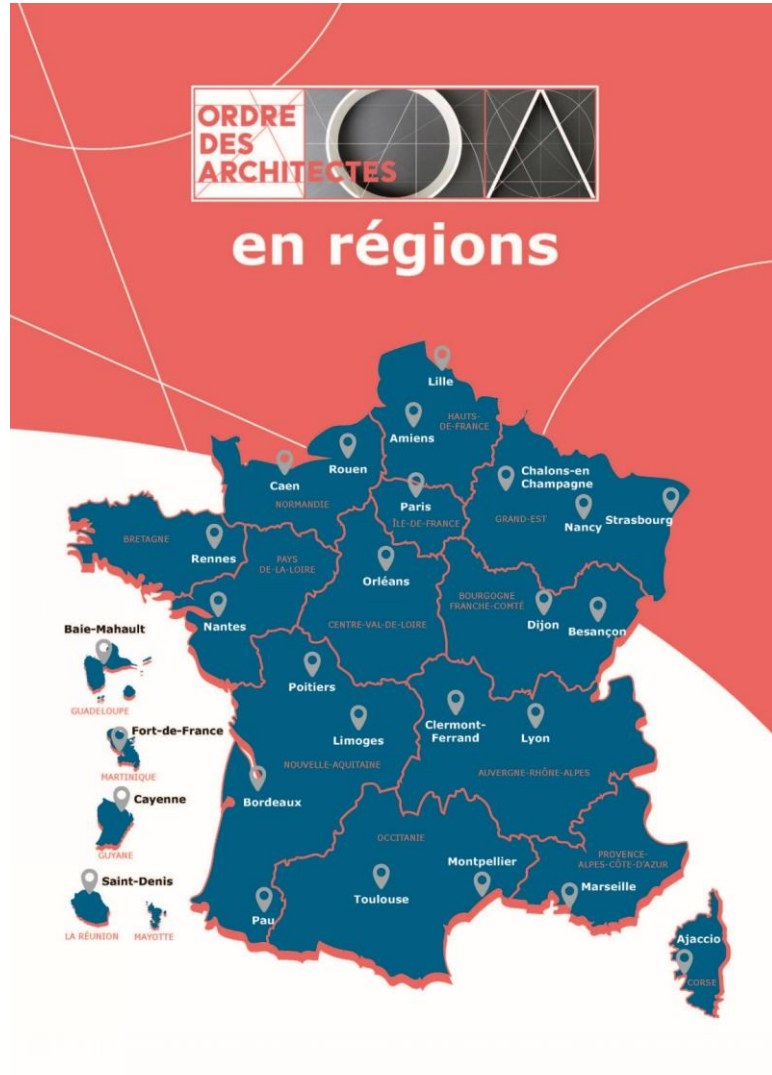 ORDRE
DES
ARCHITECTES
OA
en régions
Lille
HAUTS-
DE-FRANCE
Amiens
Rouen
Caen
NORMANDIE
Paris
ÎLE-DE-FRANCE
Chalons-en
Champagne
GRAND-EST
Nancy
Strasbourg
BRETAGNE
Rennes
PAYS
DE-LA-LOIRE
Nantes
Orléans
CENTRE-VAL-DE-LOIRE
BOURGOGNE
FRANCHE-COMTÉ
Dijon
Besançon
Baie-Mahault
GUADELOUPE
Poitiers
Limoges
NOUVELLE-AQUITAINE
Bordeaux
Clermont-
Ferrand
Lyon
AUVERGNE-RHÔNE-ALPES
Fort-de-France
MARTINIQUE
Cayenne
GUYANE
OCCITANIE
Montpellier
Toulouse
Pau
PROVENCE-
ALPES-CÔTE-D'AZUR
Marseille
Saint-Denis
LA RÉUNION
MAYOTTE
Ajaccio
CORSE